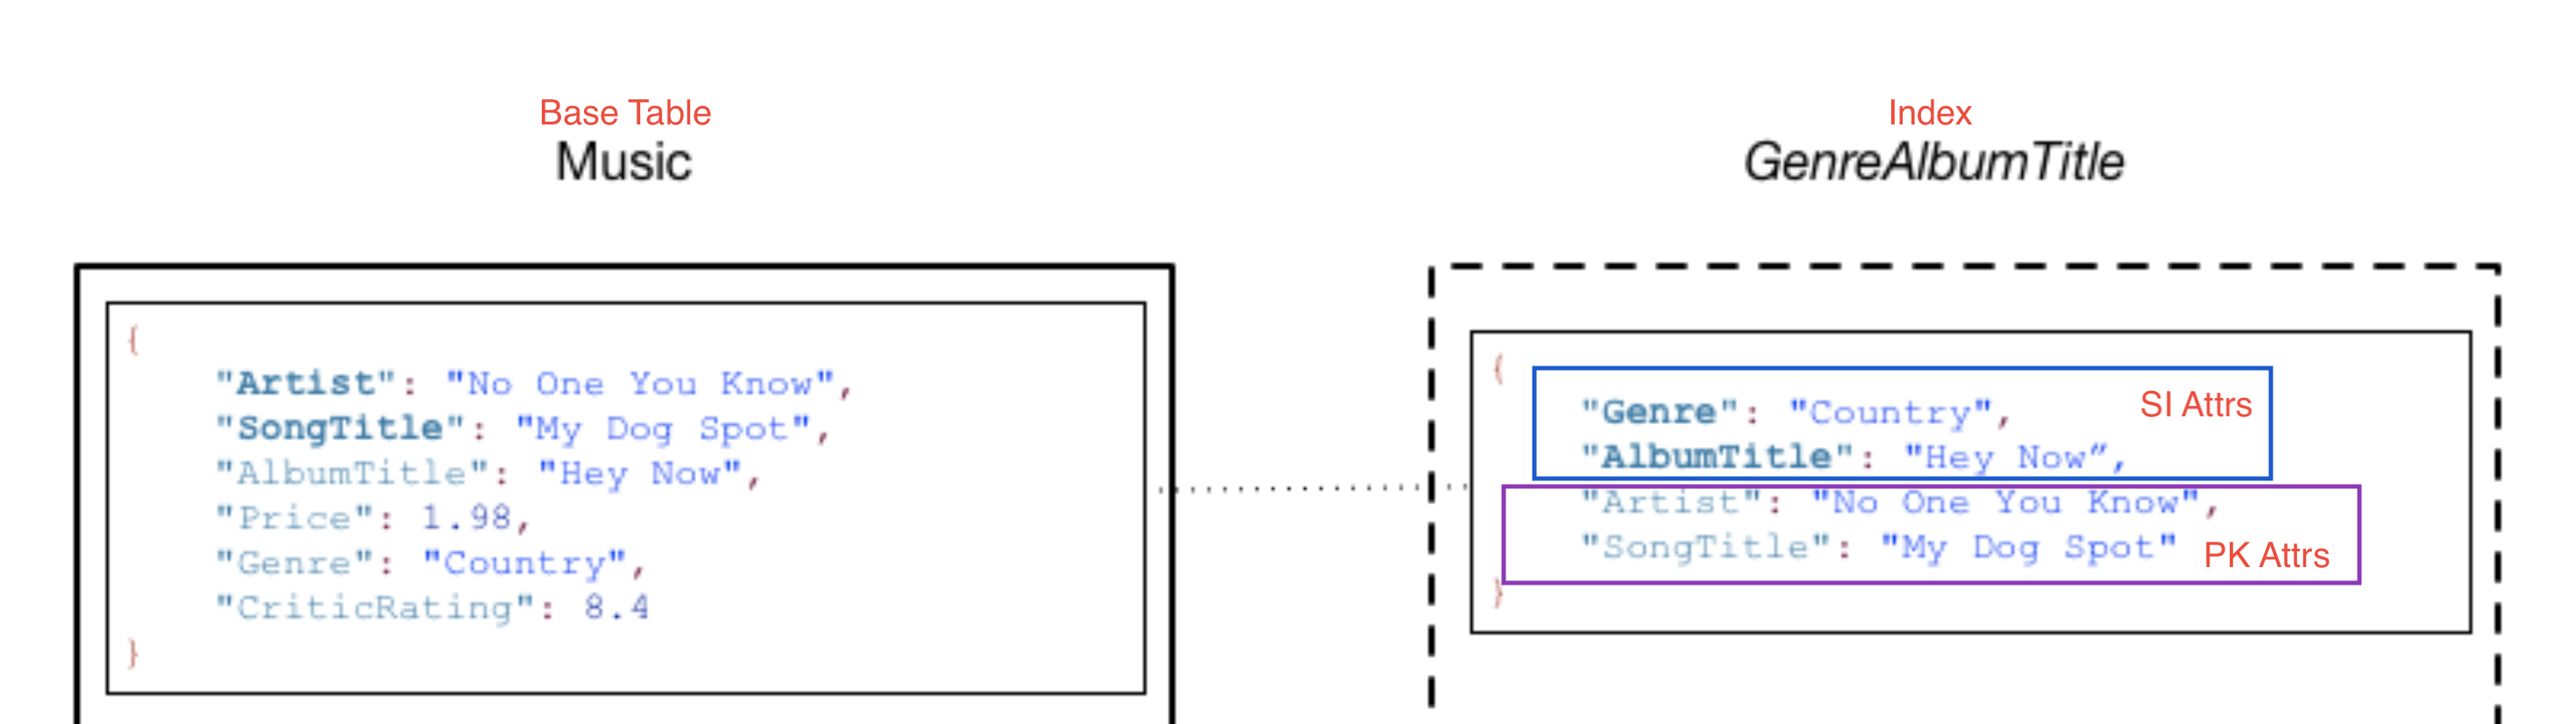 Base Table
Music
{
"Artist": "No One You Know",
"SongTitle": "My Dog Spot",
"AlbumTitle": "Hey Now",
"Price": 1.98,
"Genre": "Country",
"CriticRating": 8.4
}
Index
GenreAlbumTitle
{
"Genre": "Country",
SI Attrs
"AlbumTitle": "Hey Now”,
"Artist": "No One You Know",
"SongTitle": "My Dog Spot"
PK Attrs
}